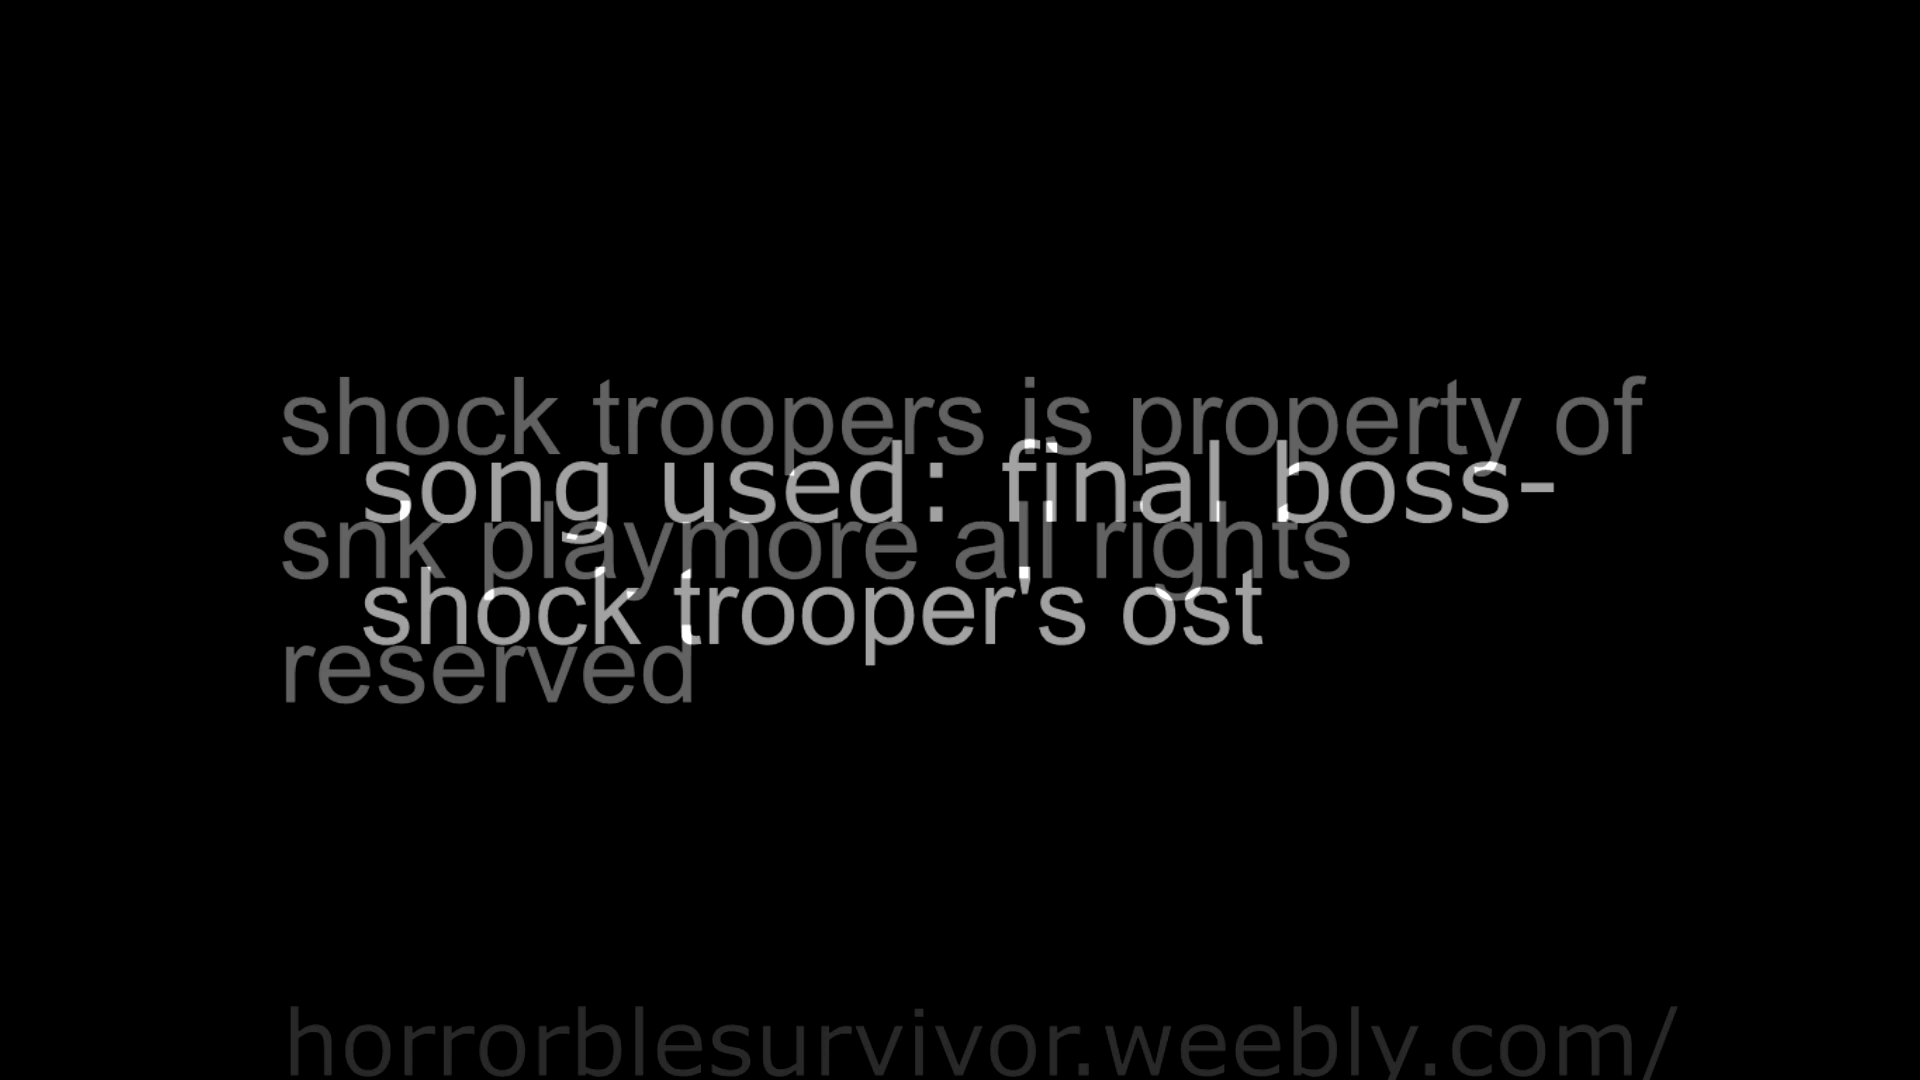 shock troopers is property of
snk playmore all rights
reserved
song used: final boss-
shock trooper's ost
horrorblesurvivor.weebly.com/